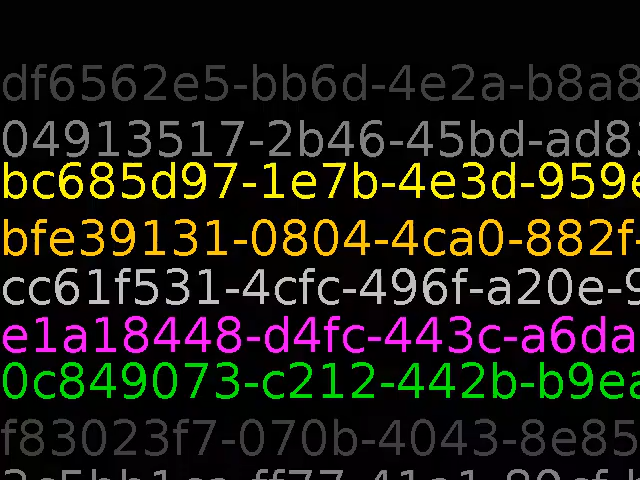 df6562e5-bb6d-4e2a-b8a8
04913517-2b46-45bd-ad83
bc685d97-1e7b-4e3d-959e
bfe39131-0804-4ca0-882f-
cc61f531-4cfc-496f-a20e-9
e1a18448-d4fc-443c-a6da
0c849073-c212-442b-b9ea
f83023f7-070b-4043-8e85